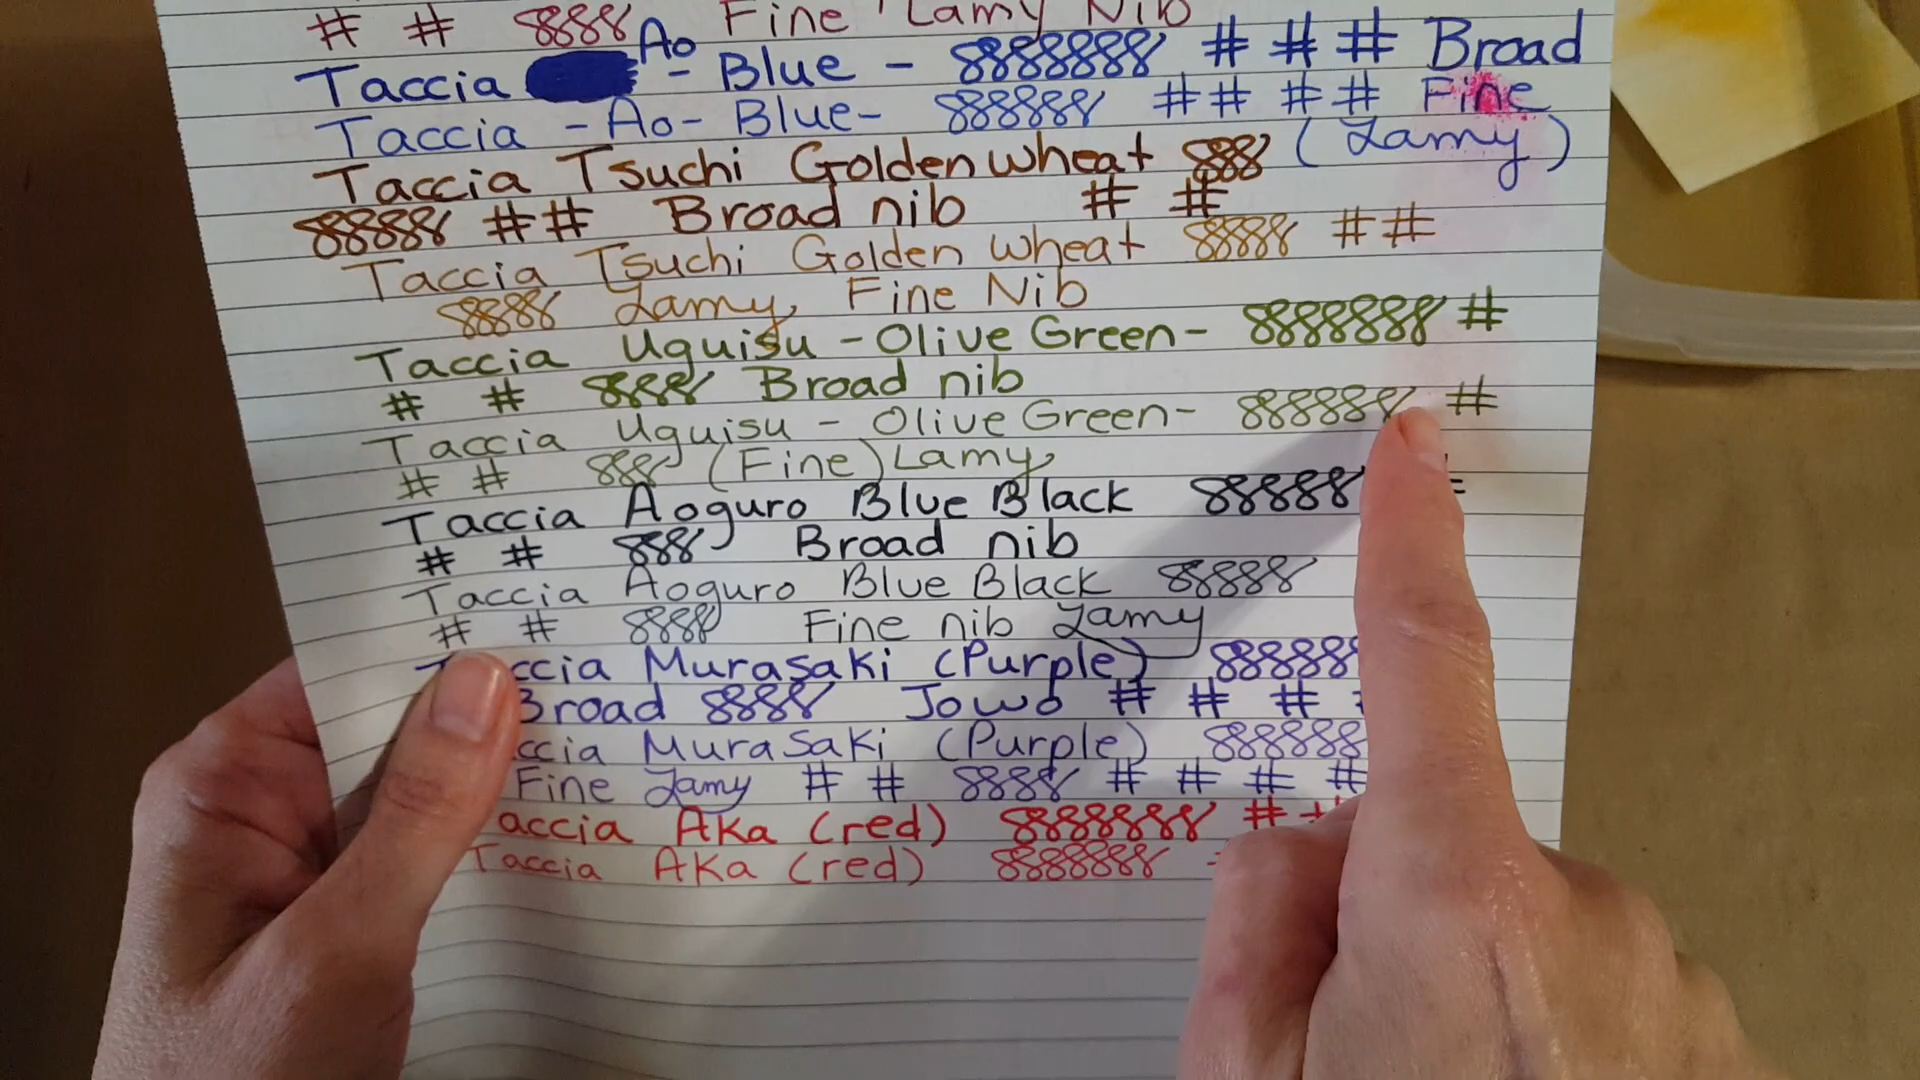 # # 8888 Fine Lamy Nib
Taccia Ao - Blue - 8888888 # # # Broad
Taccia - Ao - Blue - 888888 ## ## Fine
(Lamy)
Taccia Tsuchi Golden wheat 888
88888 ## Broad nib # #
Taccia Tsuchi Golden wheat 88888 ##
8888 Lamy, Fine Nib
Taccia Uguisu - Olive Green - 8888888 #
# # 8888 Broad nib
Taccia Uguisu - Olive Green - 888888 #
# # 888 (Fine) Lamy
Taccia Aoguro Blue Black 88888
# # 888 Broad nib
Taccia Aoguro Blue Black 88888
# # 8888 Fine nib Lamy
ccia Murasaki (Purple) 888888
Broad 8888 Jowo # # #
ccia Murasaki (Purple) 888888
Fine Lamy # # 8888 # # # #
accia AKa (red) 8888888 #
Taccia AKa (red) 8888888